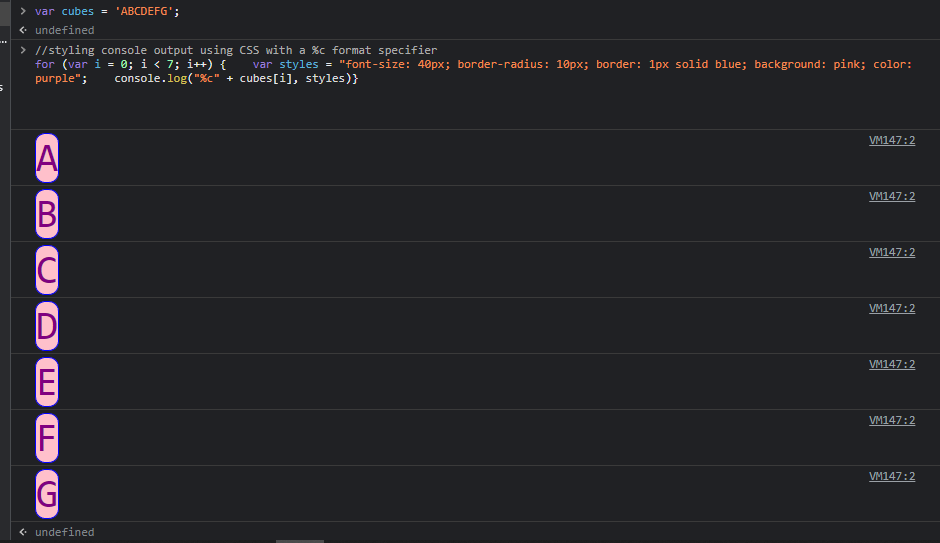 > var cubes = 'ABCDEFG';
undefined
> //styling console output using CSS with a %c format specifier
for (var i = 0; i < 7; i++) {    var styles = "font-size: 40px; border-radius: 10px; border: 1px solid blue; background: pink; color:
purple";    console.log("%c" + cubes[i], styles)}
A VM147:2
B VM147:2
C VM147:2
D VM147:2
E VM147:2
F VM147:2
G VM147:2
undefined